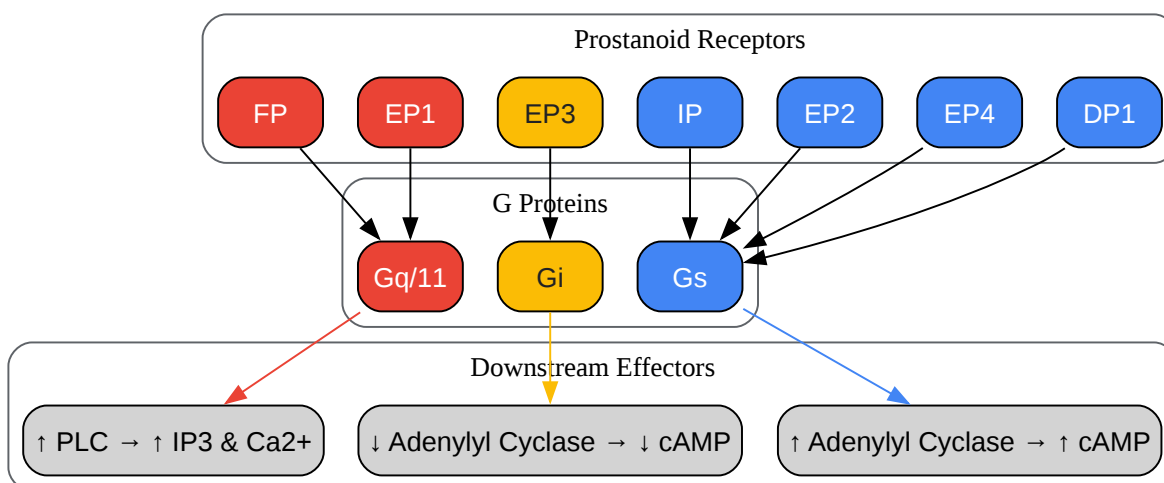 Prostanoid Receptors
FP
EP1
EP3
IP
EP2
EP4
DP1
G Proteins
Gq/11
Gi
Gs
Downstream Effectors
↑ PLC → ↑ IP3 & Ca2+
↓ Adenylyl Cyclase → ↓ cAMP
↑ Adenylyl Cyclase → ↑ cAMP